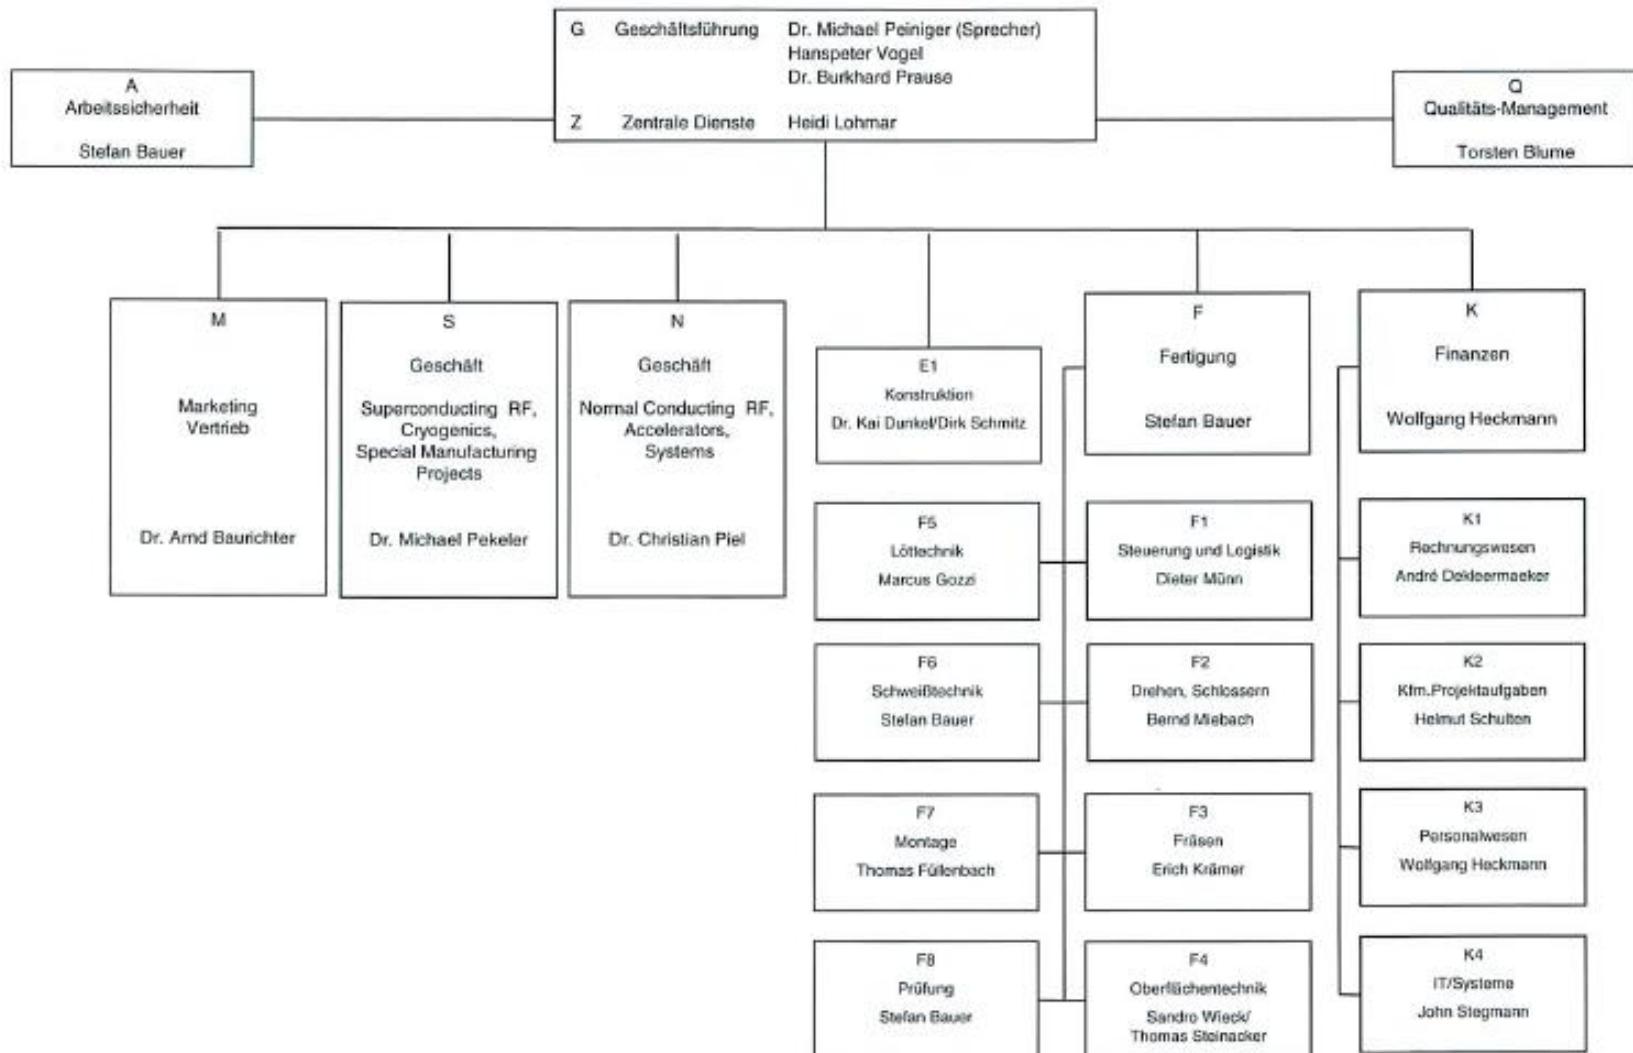 G Geschäftsführung Dr. Michael Peiniger (Sprecher)
Hanspeter Vogel
Dr. Burkhard Prause
Z Zentrale Dienste Heidi Lohmar
A
Arbeitssicherheit
Stefan Bauer
Q
Qualitäts-Management
Torsten Blume
M
Marketing
Vertrieb
Dr. Arnd Baurichter
S
Geschäft
Superconducting RF,
Cryogenics,
Special Manufacturing
Projects
Dr. Michael Pekeler
N
Geschäft
Normal Conducting RF,
Accelerators,
Systems
Dr. Christian Piel
E1
Konstruktion
Dr. Kai Dunkel/Dirk Schmitz
F
Fertigung
Stefan Bauer
K
Finanzen
Wolfgang Heckmann
F5
Löttechnik
Marcus Gozzi
F1
Steuerung und Logistik
Dieter Münn
K1
Rechnungswesen
André Dekleermaeker
F6
Schweißtechnik
Stefan Bauer
F2
Drehen, Schlossern
Bernd Miebach
K2
Kfm.Projektaufgaben
Helmut Schulten
F7
Montage
Thomas Füllenbach
F3
Fräsen
Erich Krämer
K3
Personalwesen
Wolfgang Heckmann
F8
Prüfung
Stefan Bauer
F4
Oberflächentechnik
Sandro Wieck/
Thomas Steinacker
K4
IT/Systeme
John Stegmann